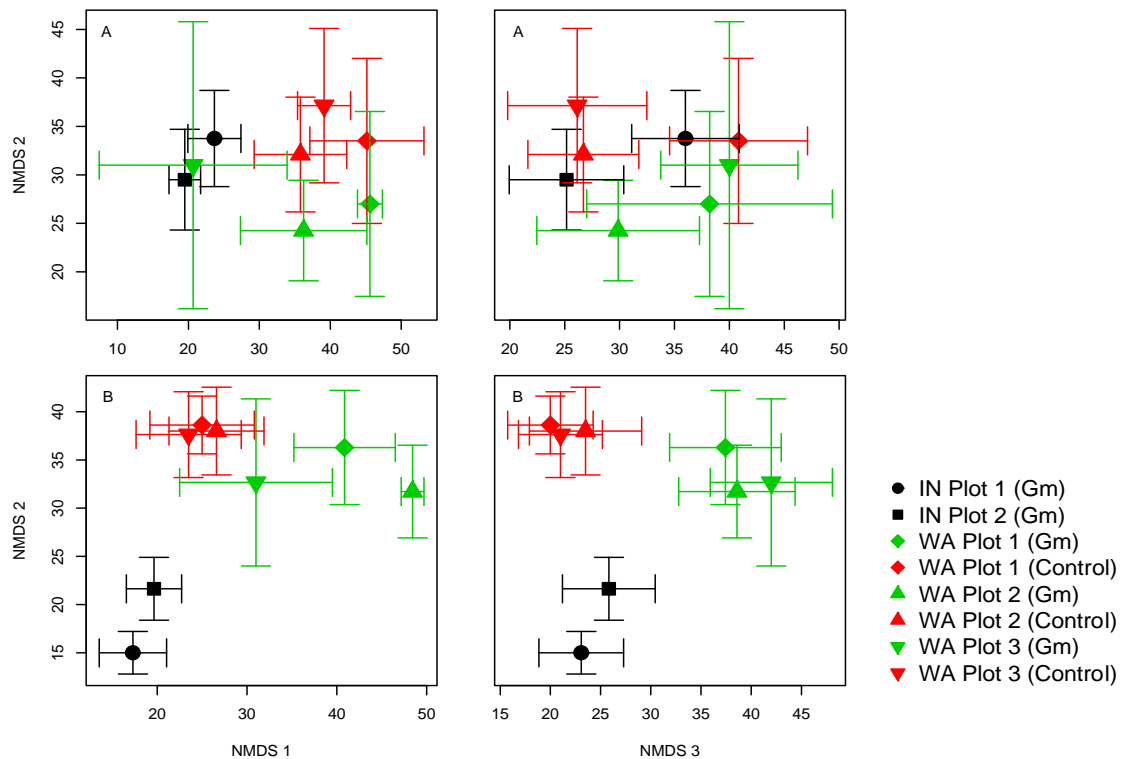 A
A
NMDS 2
45
40
35
30
25
20
10 20 30 40 50
20 25 30 35 40 45 50
B
B
NMDS 2
40
35
30
25
20
15
20 30 40 50
15 20 25 30 35 40 45
NMDS 1
NMDS 3
IN Plot 1 (Gm)
IN Plot 2 (Gm)
WA Plot 1 (Gm)
WA Plot 1 (Control)
WA Plot 2 (Gm)
WA Plot 2 (Control)
WA Plot 3 (Gm)
WA Plot 3 (Control)